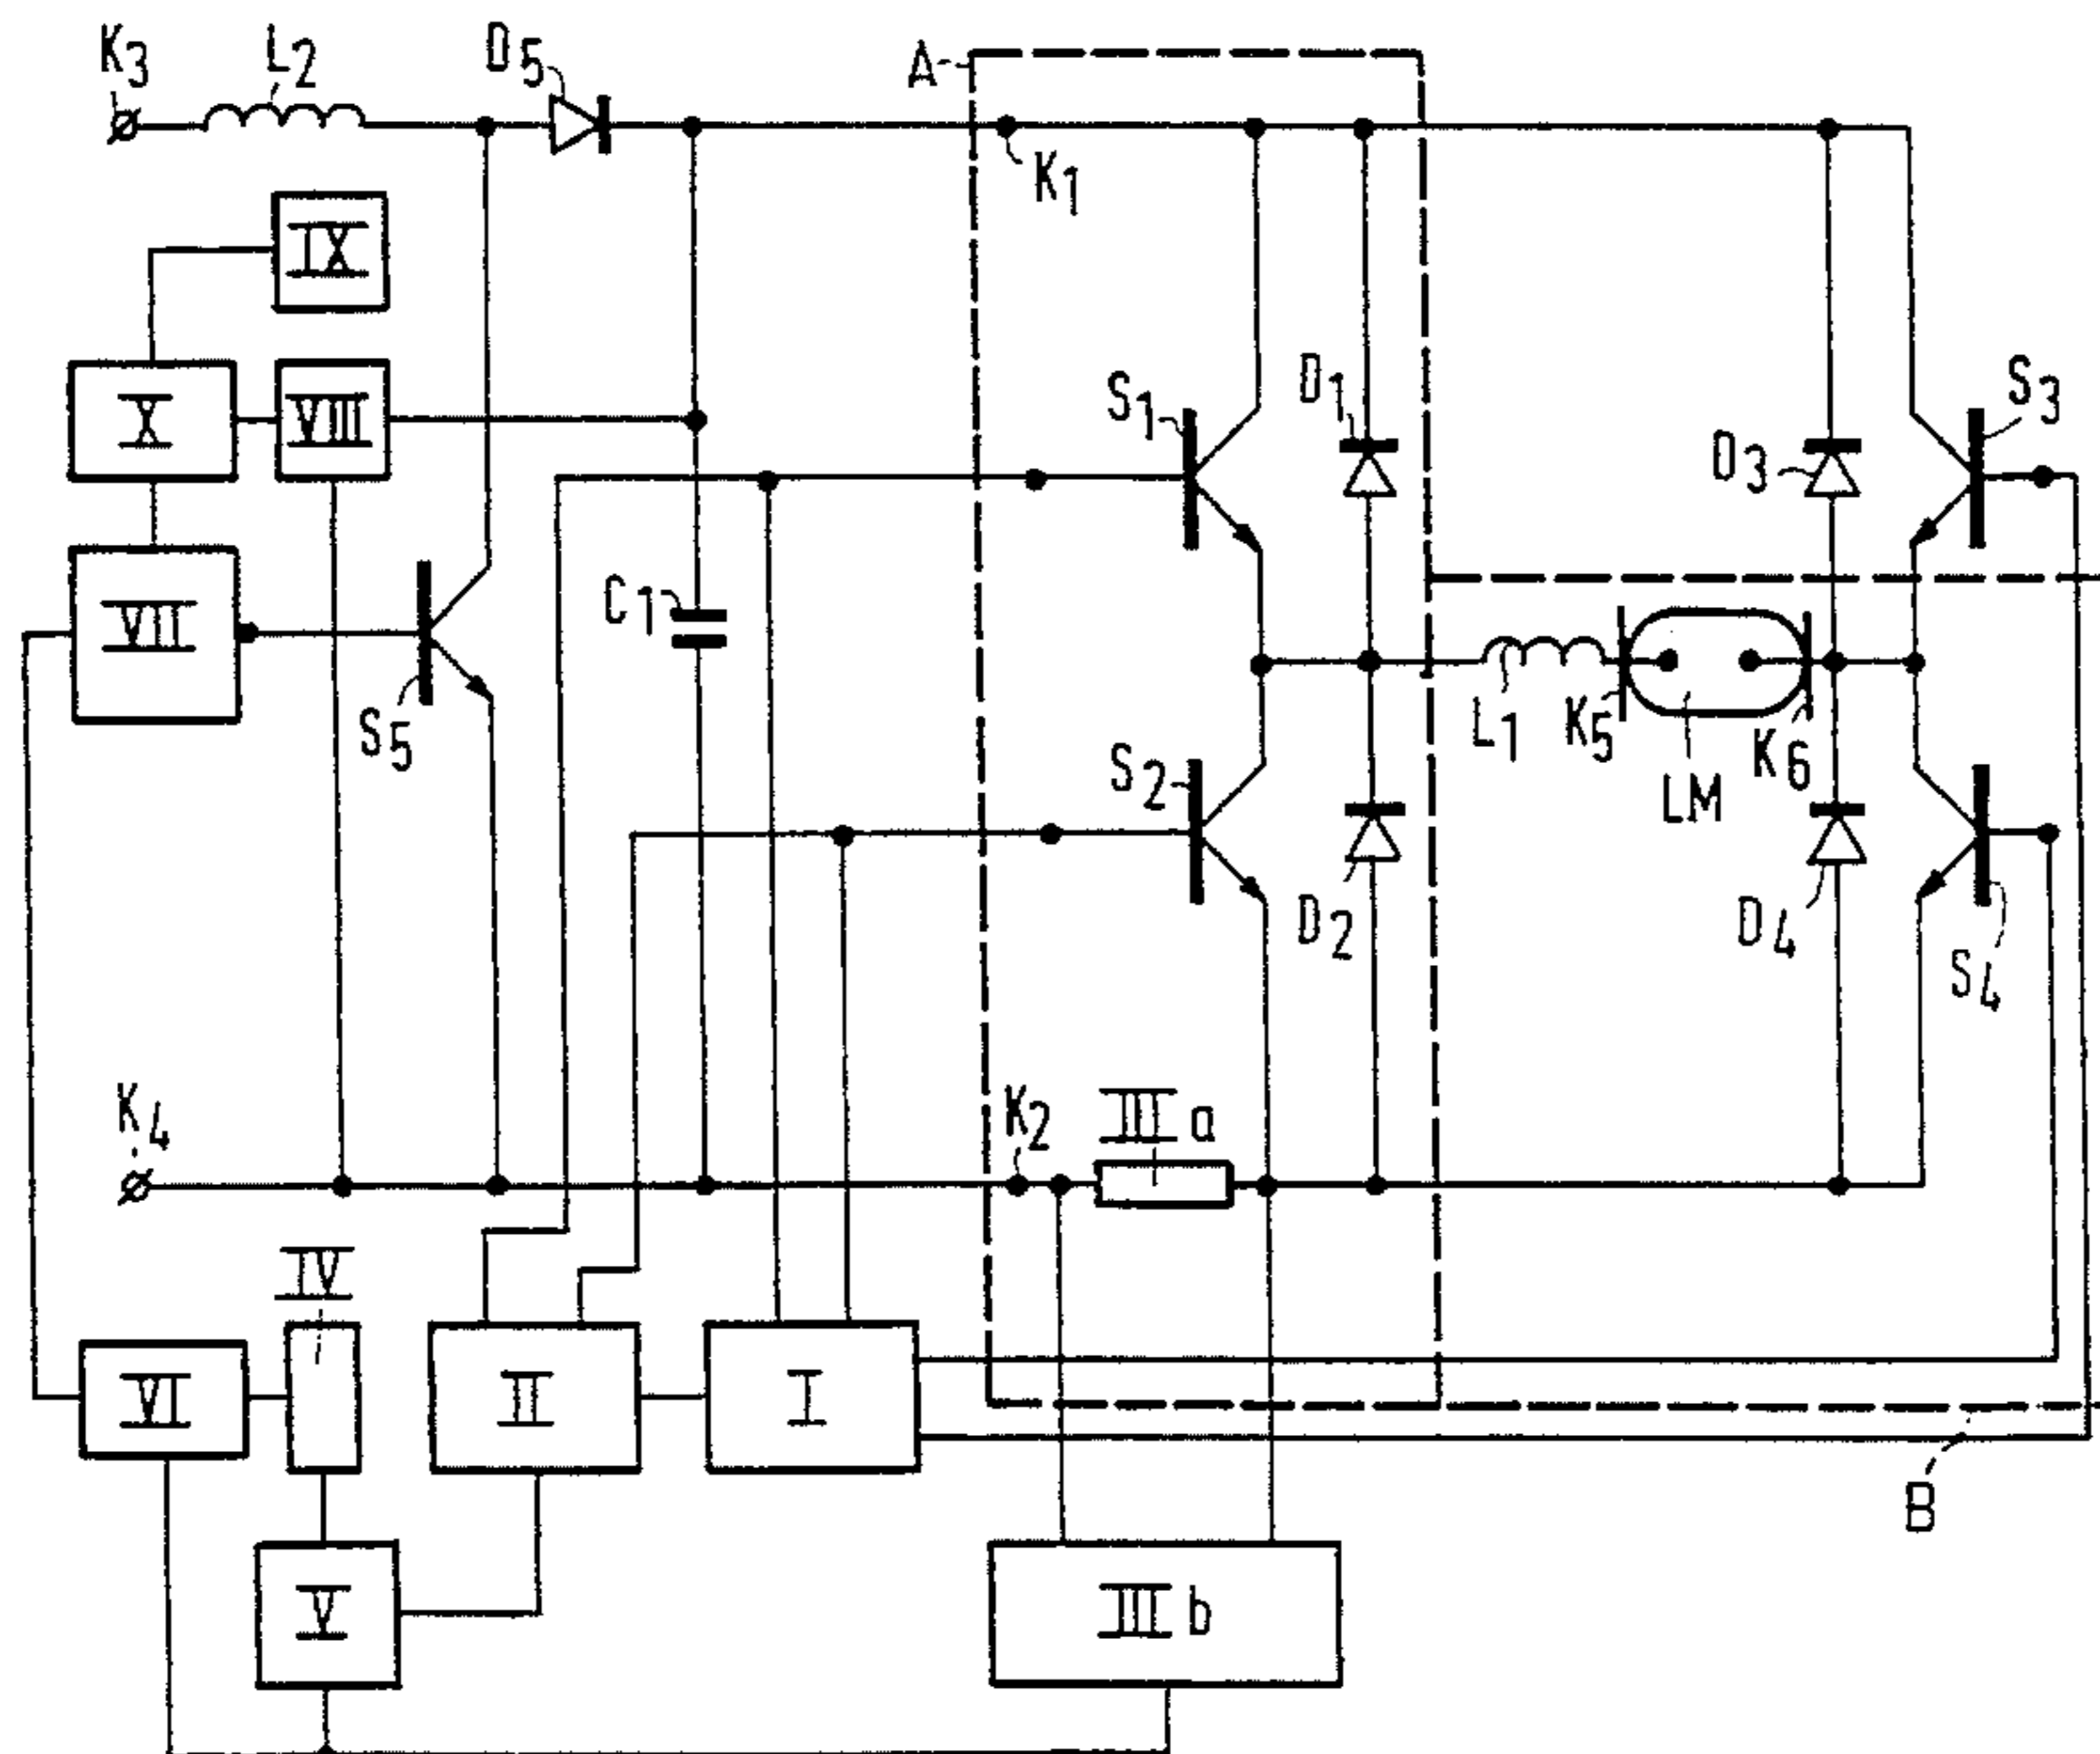 K3 L2 D5 A
K1
IX
X VIII S1 D1 D3 S3
VII C1
S5 S2 L1 K5 LM K6
D2 D4 S4
K4 K2 III a
IV
VI II I
B
V III b